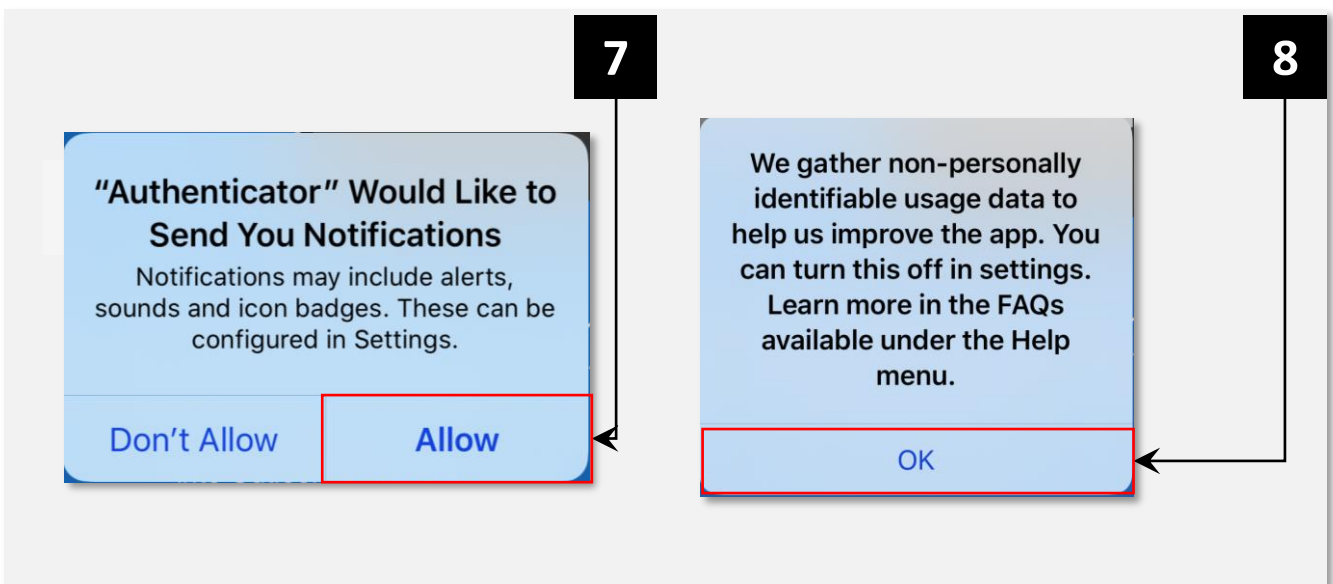 7
8
“Authenticator” Would Like to
Send You Notifications
Notifications may include alerts,
sounds and icon badges. These can be
configured in Settings.
Don’t Allow
Allow
We gather non-personally
identifiable usage data to
help us improve the app. You
can turn this off in settings.
Learn more in the FAQs
available under the Help
menu.
OK